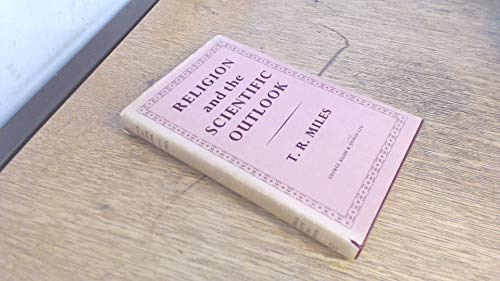 RELIGION
and the
SCIENTIFIC
OUTLOOK
T. R. MILES
GEORGE ALLEN & UNWIN LTD